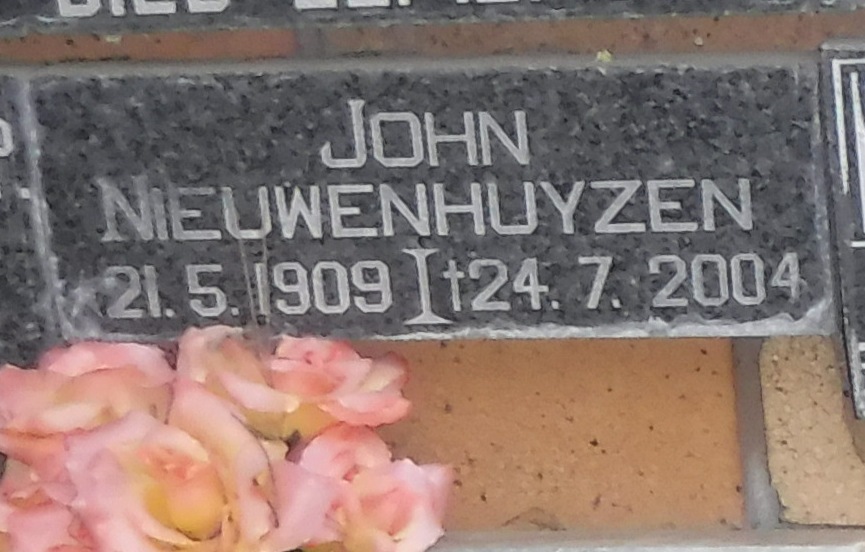 JOHN
NIEUWENHUYZEN
*21.5.1909 I †24.7.2004